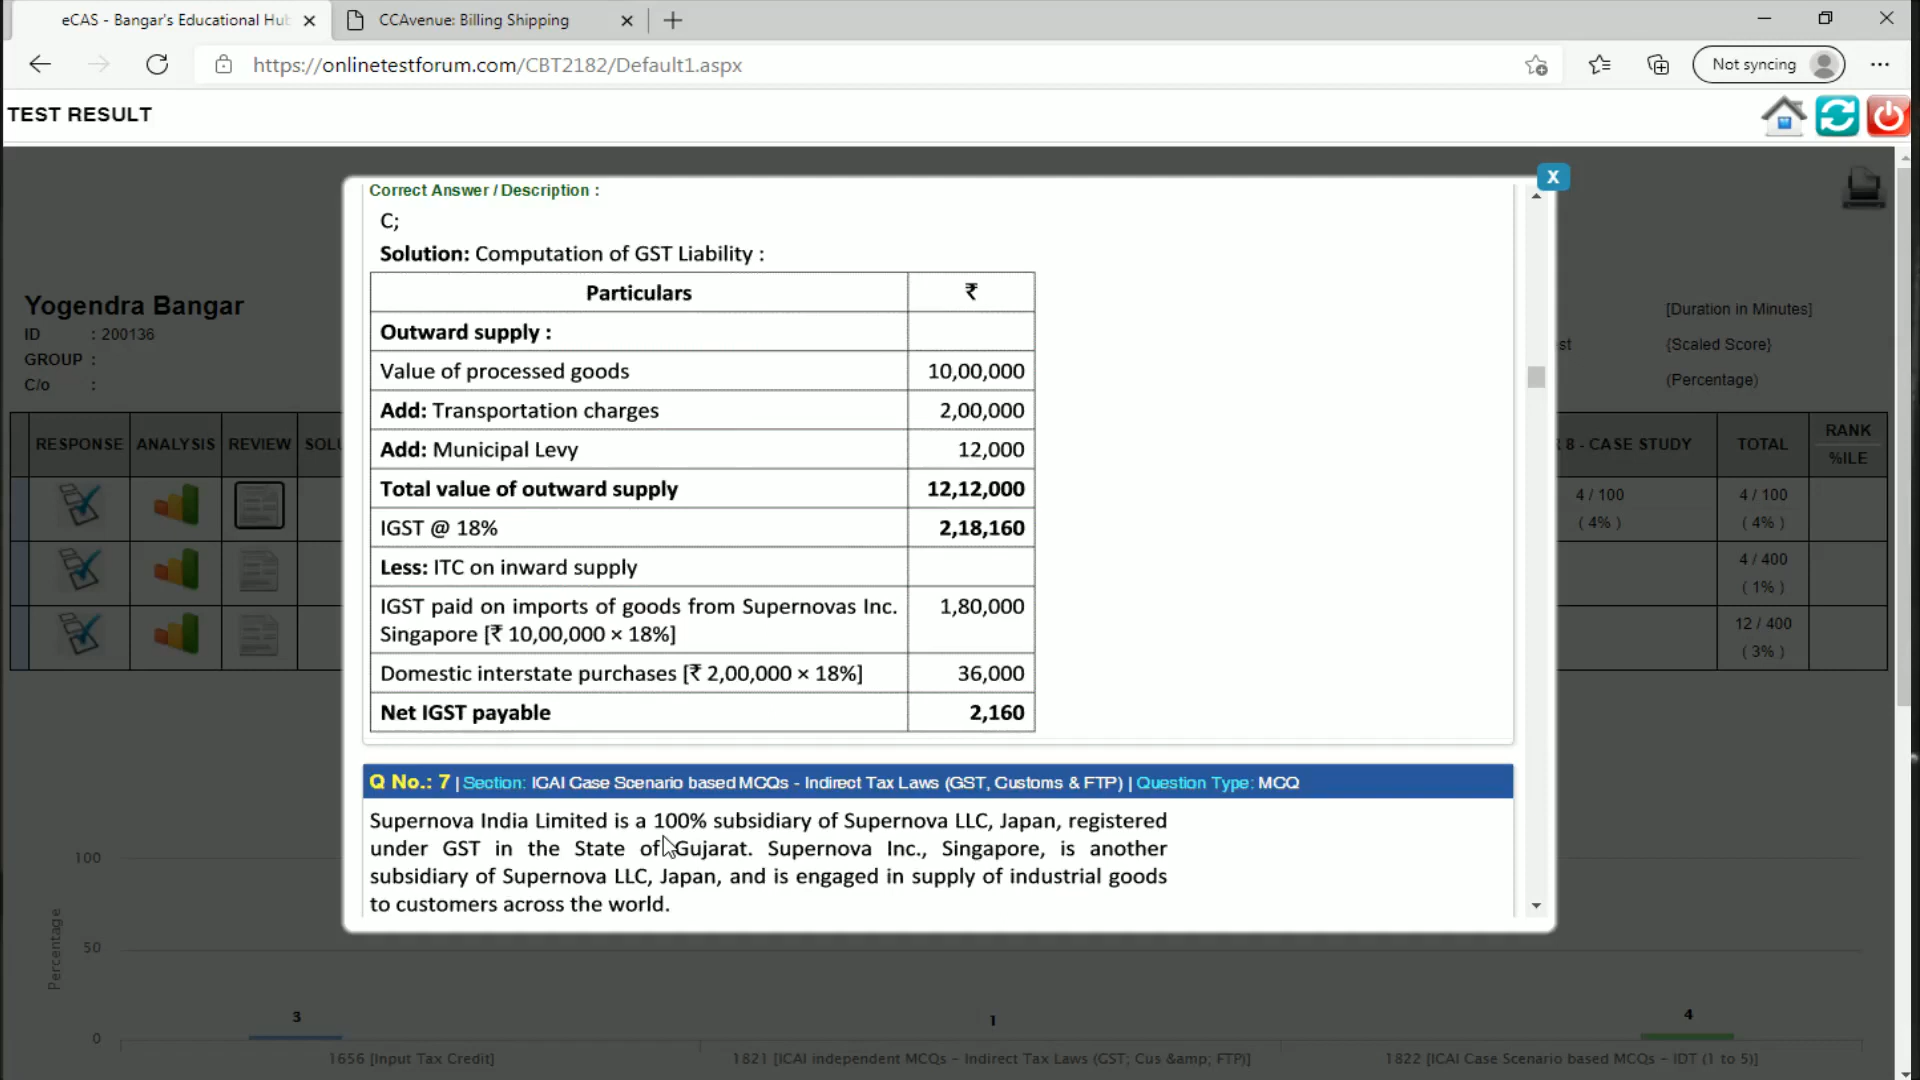 eCAS - Bangar's Educational Hub
CCAvenue: Billing Shipping
https://onlinetestforum.com/CBT2182/Default1.aspx
Not syncing
TEST RESULT
X
Correct Answer / Description :
C;
Solution: Computation of GST Liability :
Particulars ₹
Outward supply :
Value of processed goods 10,00,000
Add: Transportation charges 2,00,000
Add: Municipal Levy 12,000
Total value of outward supply 12,12,000
IGST @ 18% 2,18,160
Less: ITC on inward supply
IGST paid on imports of goods from Supernovas Inc. 1,80,000
Singapore [₹ 10,00,000 × 18%]
Domestic interstate purchases [₹ 2,00,000 × 18%] 36,000
Net IGST payable 2,160
Q No.: 7 | Section: ICAI Case Scenario based MCQs - Indirect Tax Laws (GST, Customs & FTP) | Question Type: MCQ
Supernova India Limited is a 100% subsidiary of Supernova LLC, Japan, registered
under GST in the State of Gujarat. Supernova Inc., Singapore, is another
subsidiary of Supernova LLC, Japan, and is engaged in supply of industrial goods
to customers across the world.
Yogendra Bangar
ID : 200136
GROUP :
C/o :
[Duration in Minutes]
{Scaled Score}
(Percentage)
RESPONSE ANALYSIS REVIEW
8 - CASE STUDY TOTAL RANK
%ILE
4 / 100 4 / 100
( 4% ) ( 4% )
4 / 400
( 1% )
12 / 400
( 3% )
Percentage
100
50
0
3
1
4
1656 [Input Tax Credit]
1821 [ICAI independent MCQs - Indirect Tax Laws (GST; Cus &amp; FTP)]
1822 [ICAI Case Scenario based MCQs - IDT (1 to 5)]